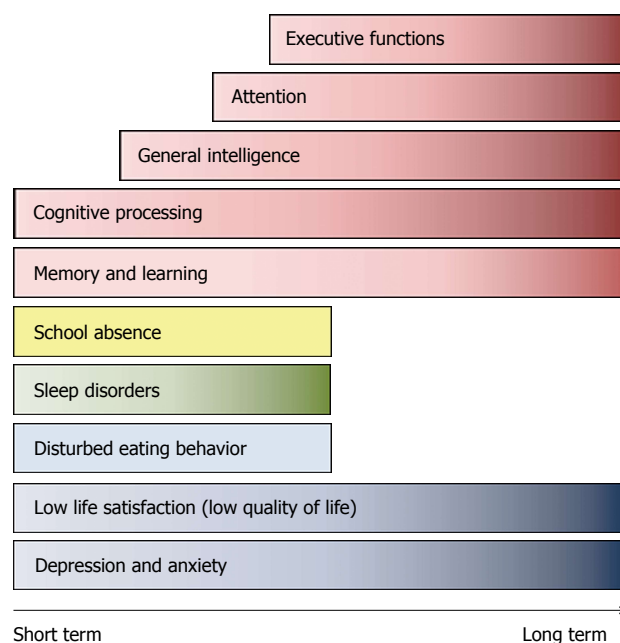 Executive functions
Attention
General intelligence
Cognitive processing
Memory and learning
School absence
Sleep disorders
Disturbed eating behavior
Low life satisfaction (low quality of life)
Depression and anxiety
Short term
Long term